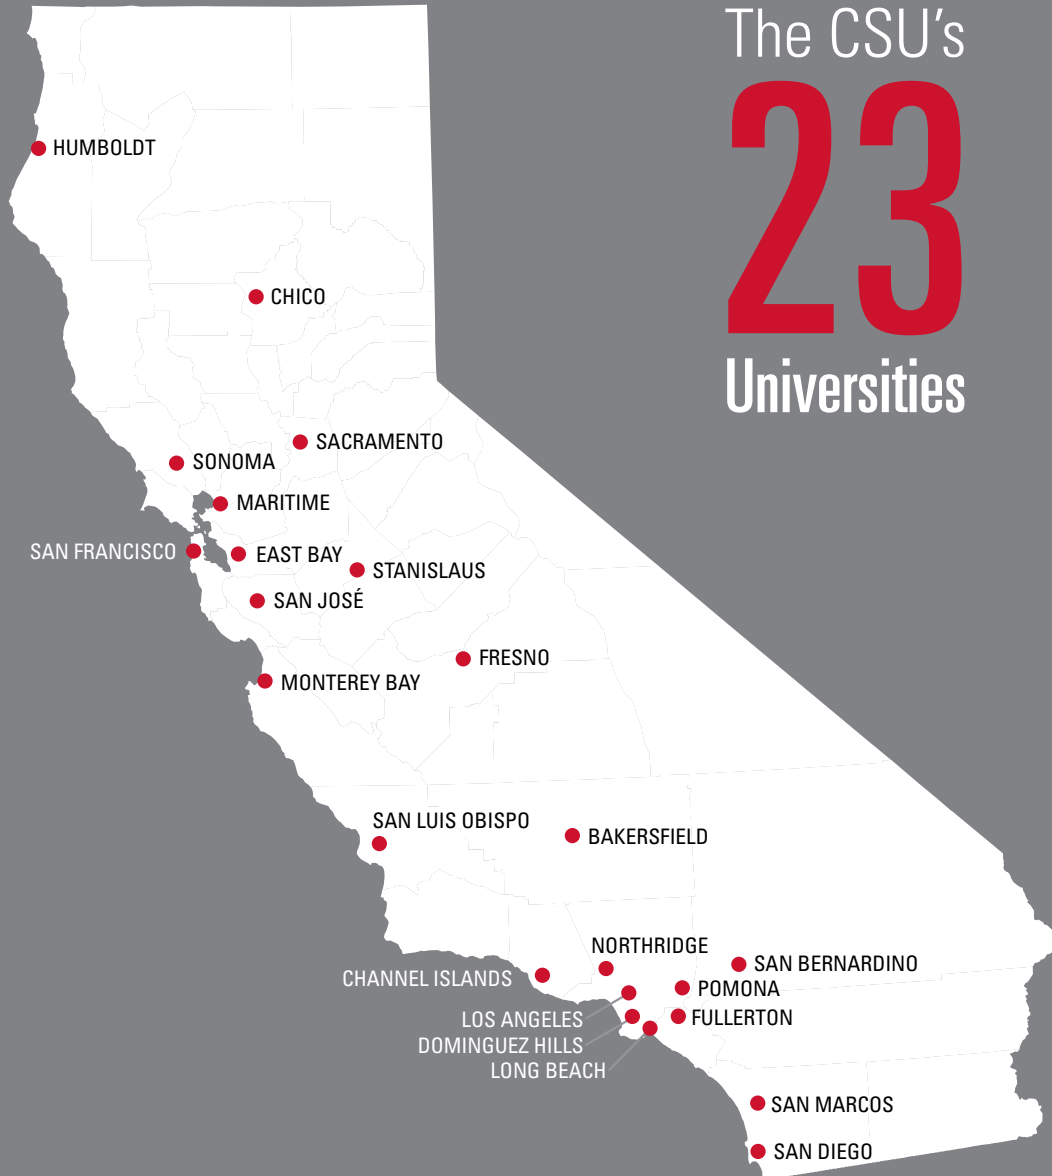 The CSU's
23
Universities
HUMBOLDT
CHICO
SACRAMENTO
SONOMA
MARITIME
SAN FRANCISCO
EAST BAY
STANISLAUS
SAN JOSÉ
FRESNO
MONTEREY BAY
SAN LUIS OBISPO
BAKERSFIELD
NORTHRIDGE
SAN BERNARDINO
CHANNEL ISLANDS
POMONA
LOS ANGELES
FULLERTON
DOMINGUEZ HILLS
LONG BEACH
SAN MARCOS
SAN DIEGO